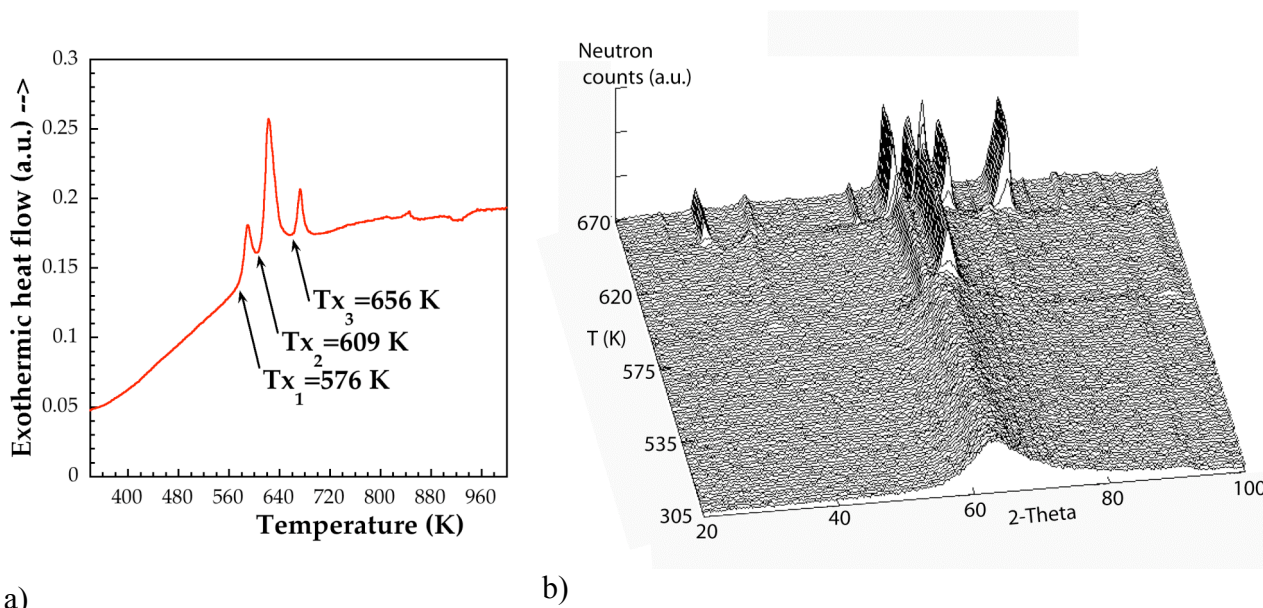 a)
Exothermic heat flow (a.u.) -->
0.3
0.25
0.2
0.15
0.1
0.05
0
Tx3=656 K
Tx2=609 K
Tx1=576 K
400 480 560 640 720 800 880 960
Temperature (K)
b)
Neutron
counts (a.u.)
670
620
T (K)
575
535
305
20 40 60 80 100
2-Theta